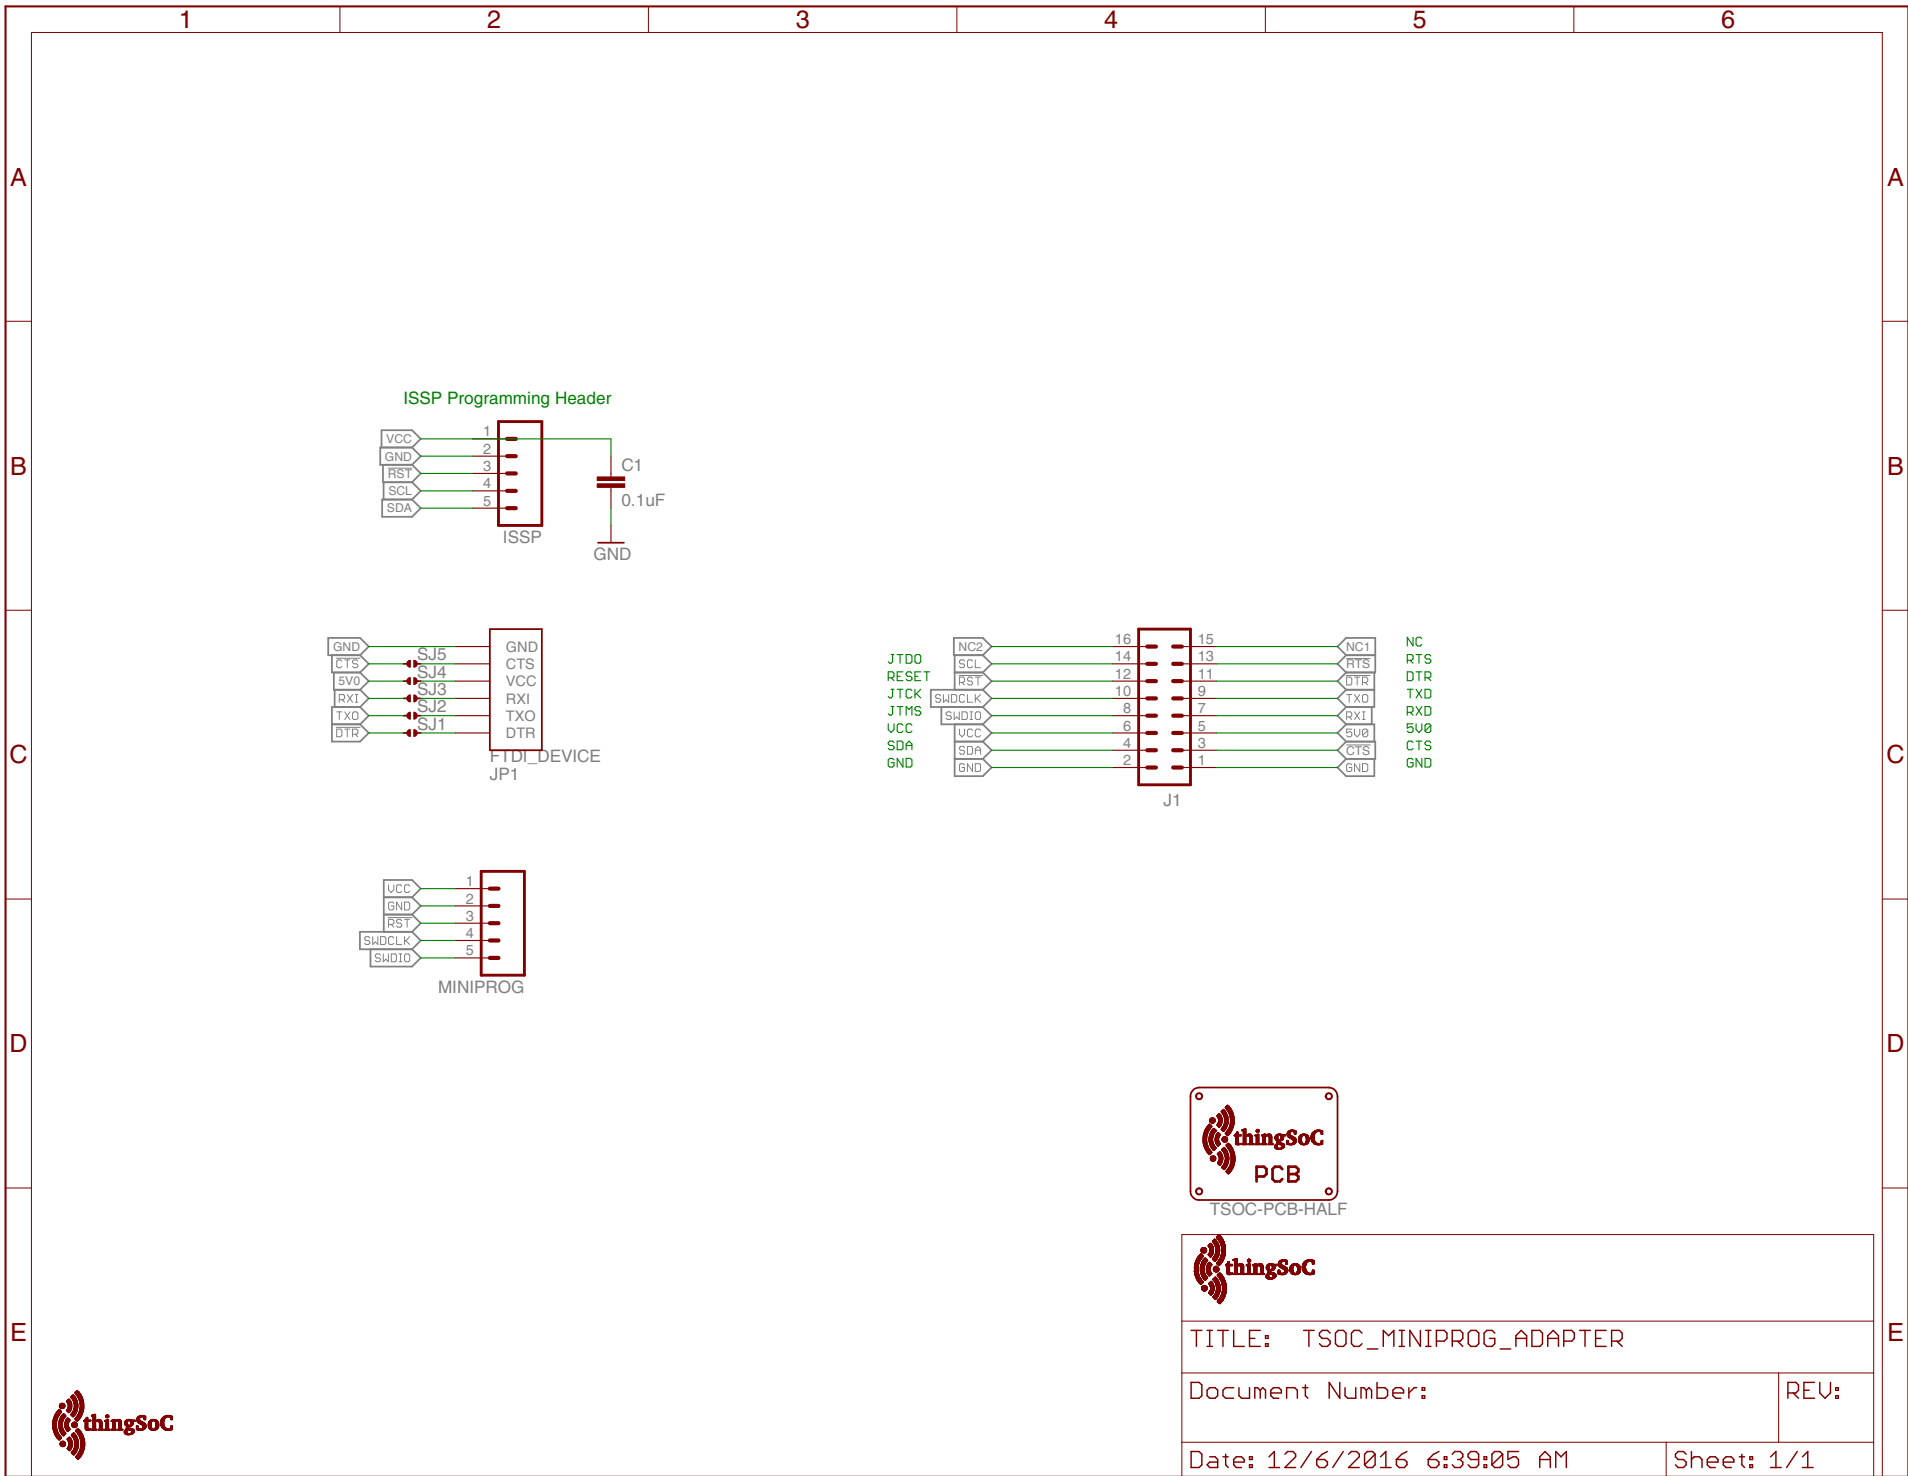 1 2 3 4 5 6
A A
B B
C C
D D
E E
ISSP Programming Header
VCC 1
GND 2
RST 3
SCL 4
SDA 5
ISSP
C1
0.1uF
GND
GND GND
CTS SJ5 CTS
5V0 SJ4 VCC
RXI SJ3 RXI
TXO SJ2 TXO
DTR SJ1 DTR
FTDI_DEVICE
JP1
VCC 1
GND 2
RST 3
SWDCLK 4
SWDIO 5
MINIPROG
NC2 16 15 NC1 NC
JTDO SCL 14 13 RTS RTS
RESET RST 12 11 DTR DTR
JTCK SWDCLK 10 9 TXO TXD
JTMS SWDIO 8 7 RXI RXD
VCC VCC 6 5 5V0 5V0
SDA SDA 4 3 CTS CTS
GND GND 2 1 GND GND
J1
thingSoC
PCB
TSOC-PCB-HALF
thingSoC
TITLE: TSOC_MINIPROG_ADAPTER
Document Number: REV:
Date: 12/6/2016 6:39:05 AM Sheet: 1/1
thingSoC